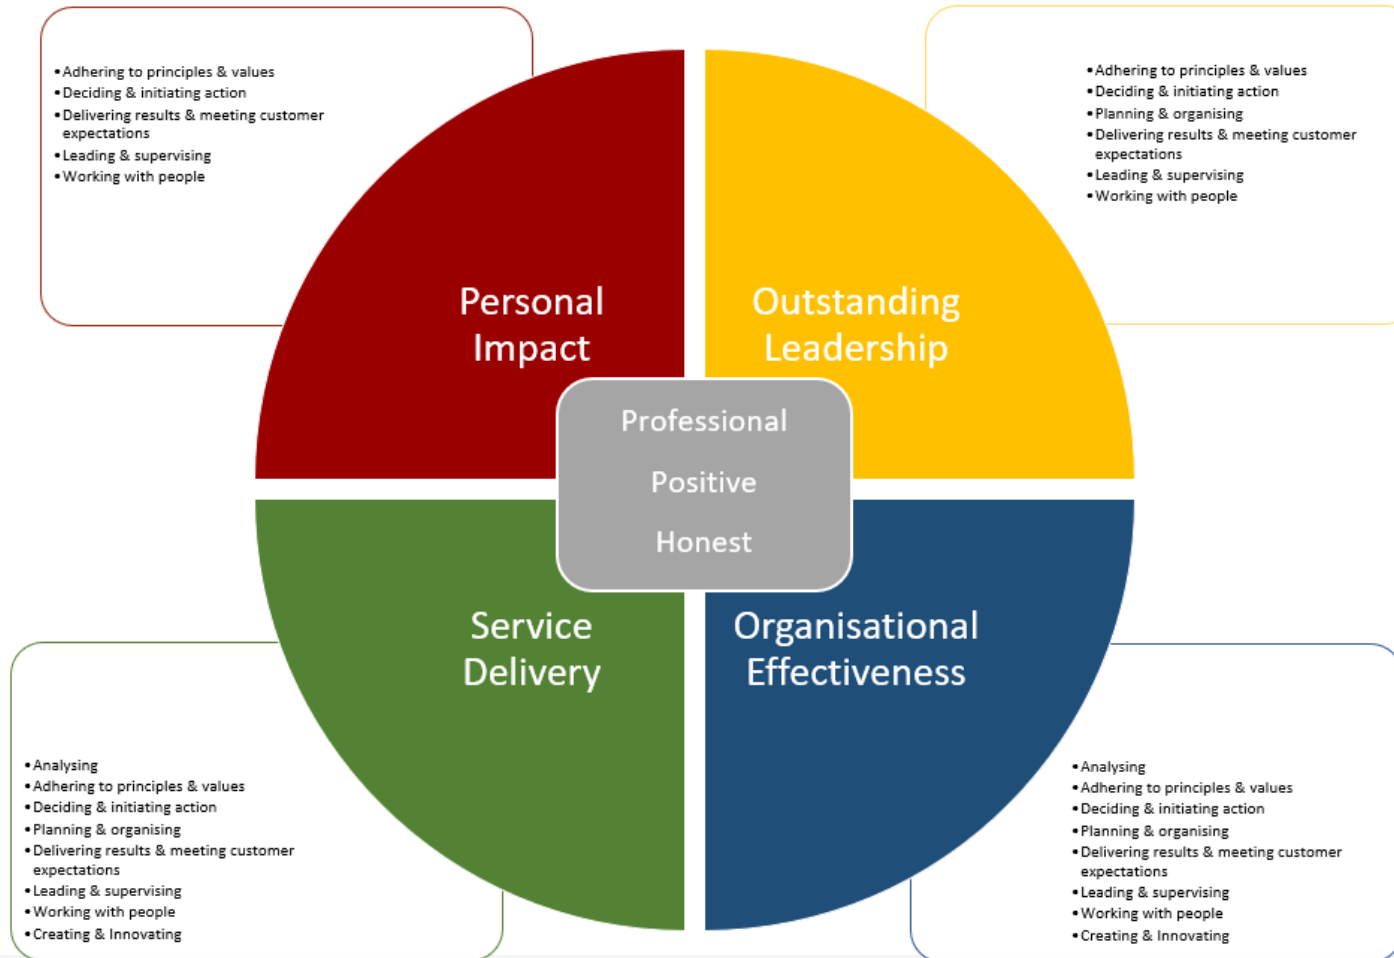 • Adhering to principles & values
• Deciding & initiating action
• Delivering results & meeting customer
expectations
• Leading & supervising
• Working with people
• Adhering to principles & values
• Deciding & initiating action
• Planning & organising
• Delivering results & meeting customer
expectations
• Leading & supervising
• Working with people
Personal
Impact
Outstanding
Leadership
Professional
Positive
Honest
Service
Delivery
Organisational
Effectiveness
• Analysing
• Adhering to principles & values
• Deciding & initiating action
• Planning & organising
• Delivering results & meeting customer
expectations
• Leading & supervising
• Working with people
• Creating & Innovating
• Analysing
• Adhering to principles & values
• Deciding & initiating action
• Planning & organising
• Delivering results & meeting customer
expectations
• Leading & supervising
• Working with people
• Creating & Innovating